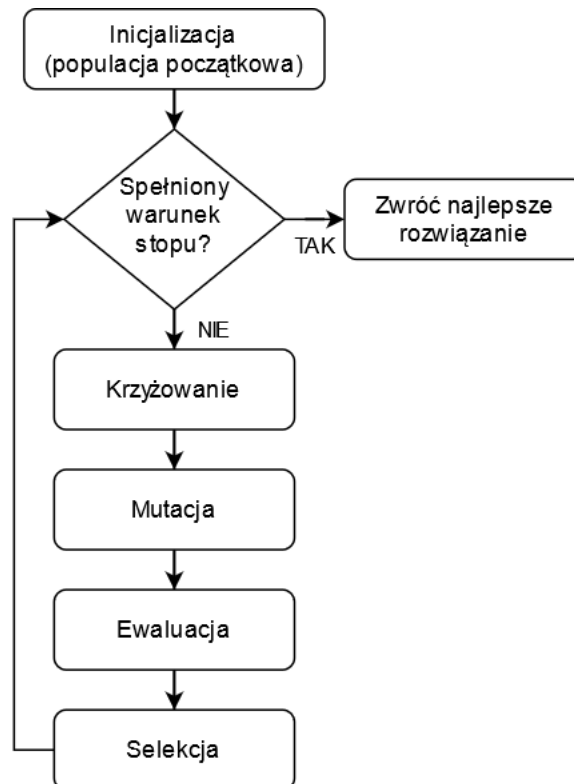 Inicjalizacja
(populacja początkowa)
Spełniony
warunek
stopu?
TAK
Zwróć najlepsze
rozwiązanie
NIE
Krzyżowanie
Mutacja
Ewaluacja
Selekcja